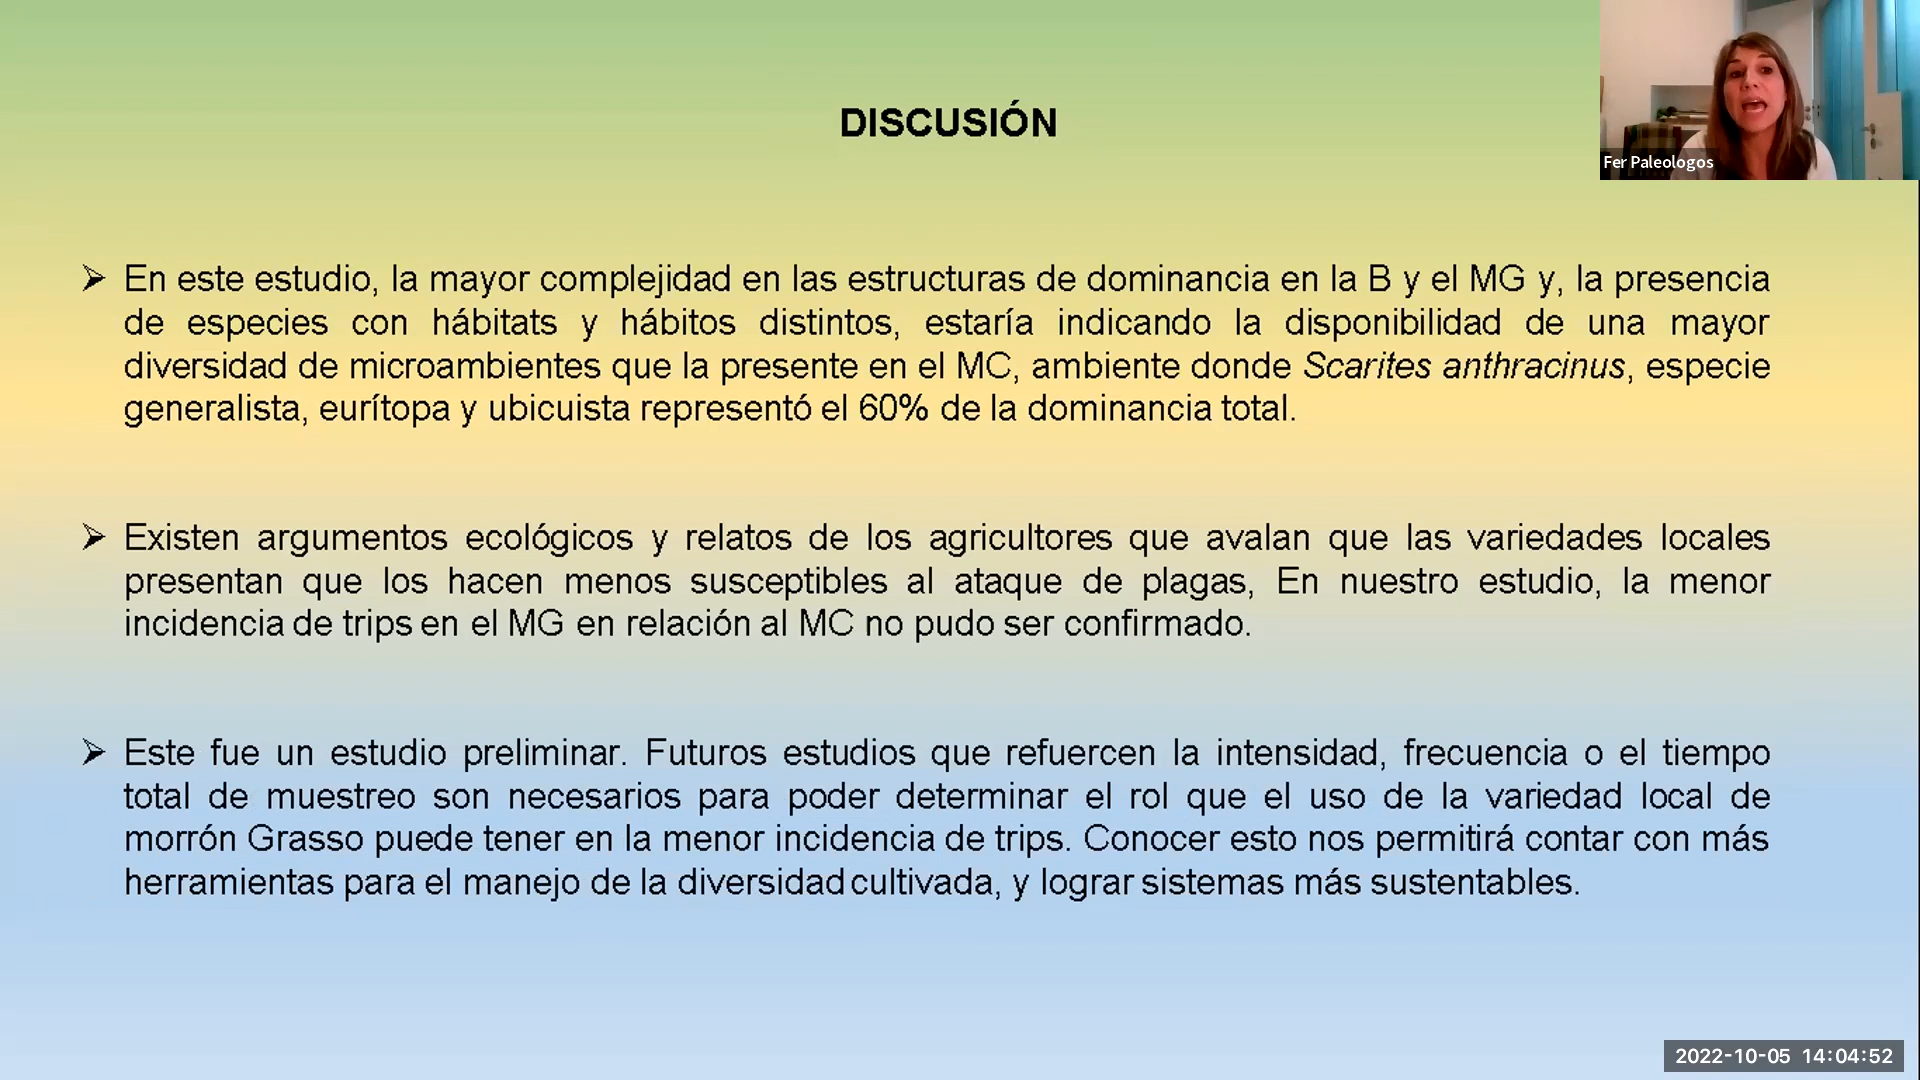 DISCUSIÓN
Fer Paleologos
➢ En este estudio, la mayor complejidad en las estructuras de dominancia en la B y el MG y, la presencia
de especies con hábitats y hábitos distintos, estaría indicando la disponibilidad de una mayor
diversidad de microambientes que la presente en el MC, ambiente donde Scarites anthracinus, especie
generalista, eurítopa y ubicuista representó el 60% de la dominancia total.
➢ Existen argumentos ecológicos y relatos de los agricultores que avalan que las variedades locales
presentan que los hacen menos susceptibles al ataque de plagas, En nuestro estudio, la menor
incidencia de trips en el MG en relación al MC no pudo ser confirmado.
➢ Este fue un estudio preliminar. Futuros estudios que refuercen la intensidad, frecuencia o el tiempo
total de muestreo son necesarios para poder determinar el rol que el uso de la variedad local de
morrón Grasso puede tener en la menor incidencia de trips. Conocer esto nos permitirá contar con más
herramientas para el manejo de la diversidad cultivada, y lograr sistemas más sustentables.
2022-10-05 14:04:52